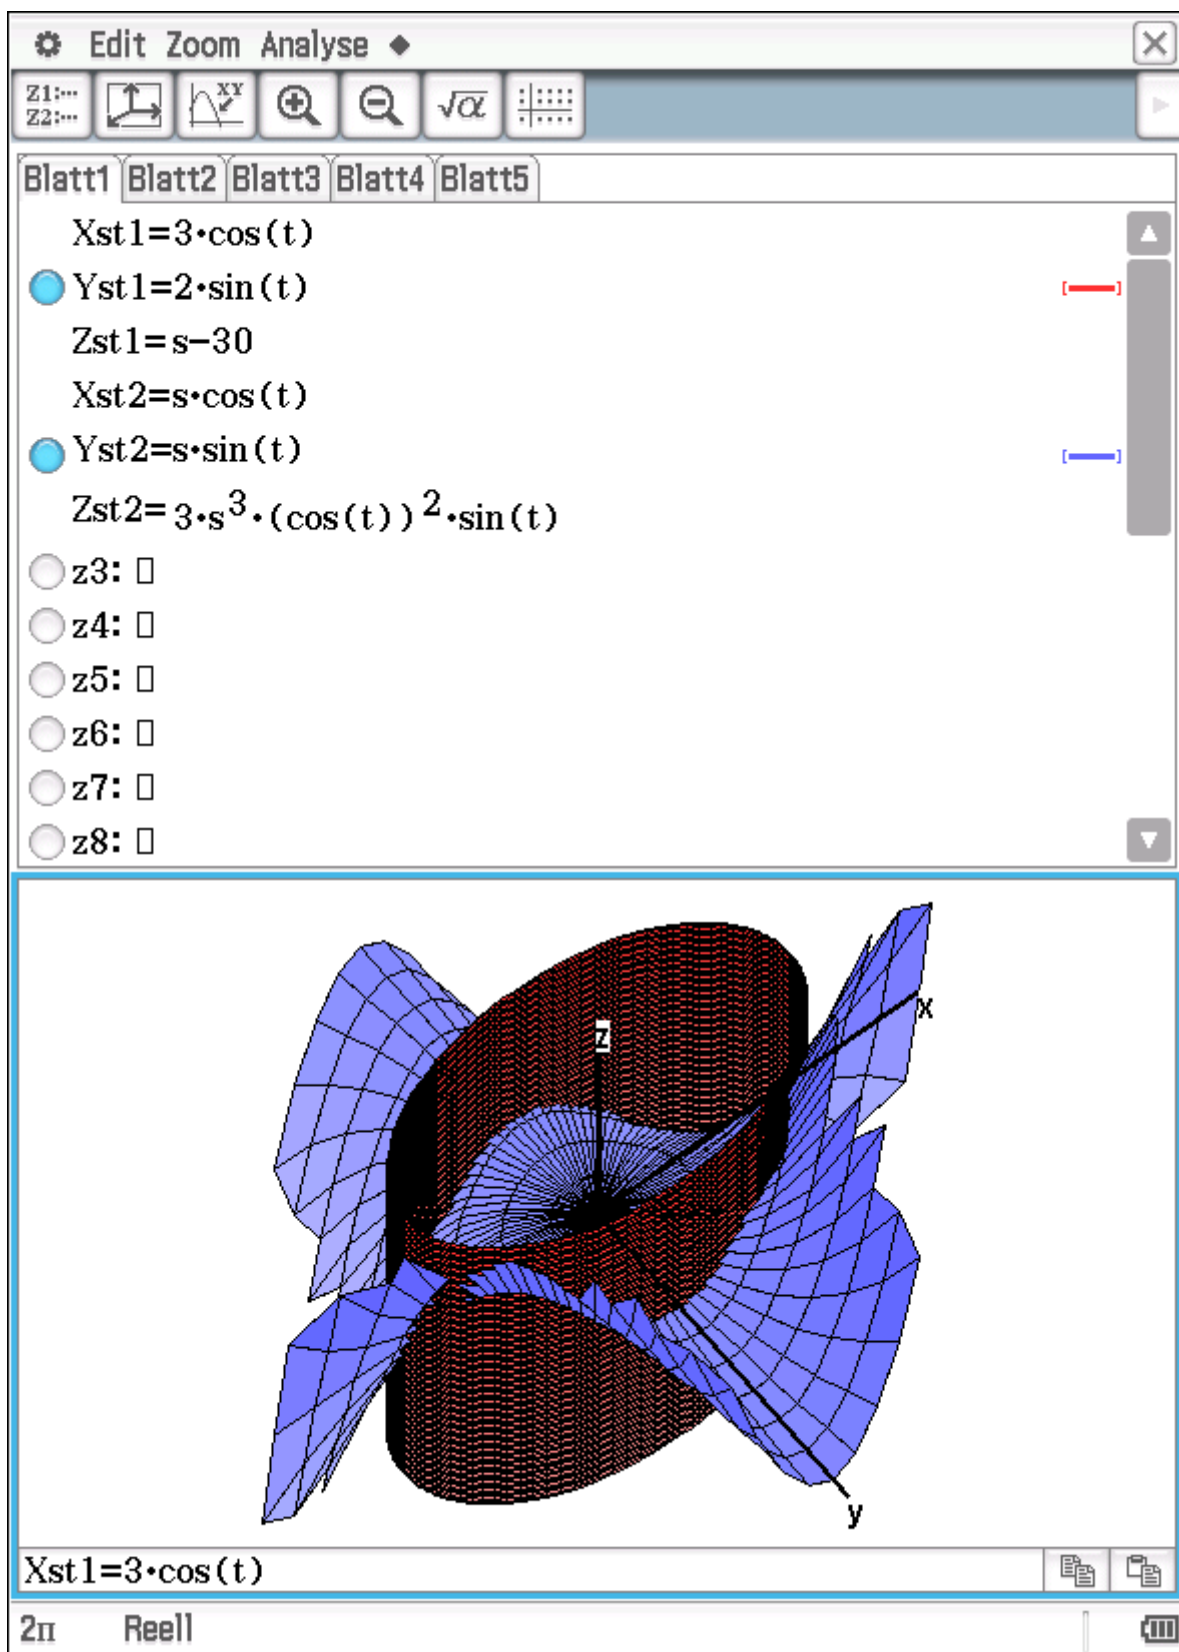 Edit Zoom Analyse
Z1:···
Z2:···
XY
√α
Blatt1 Blatt2 Blatt3 Blatt4 Blatt5
Xst1=3·cos(t)
Yst1=2·sin(t)
Zst1=s−30
Xst2=s·cos(t)
Yst2=s·sin(t)
Zst2=3·s³·(cos(t))²·sin(t)
z3: □
z4: □
z5: □
z6: □
z7: □
z8: □
x
z
y
Xst1=3·cos(t)
2π Reell